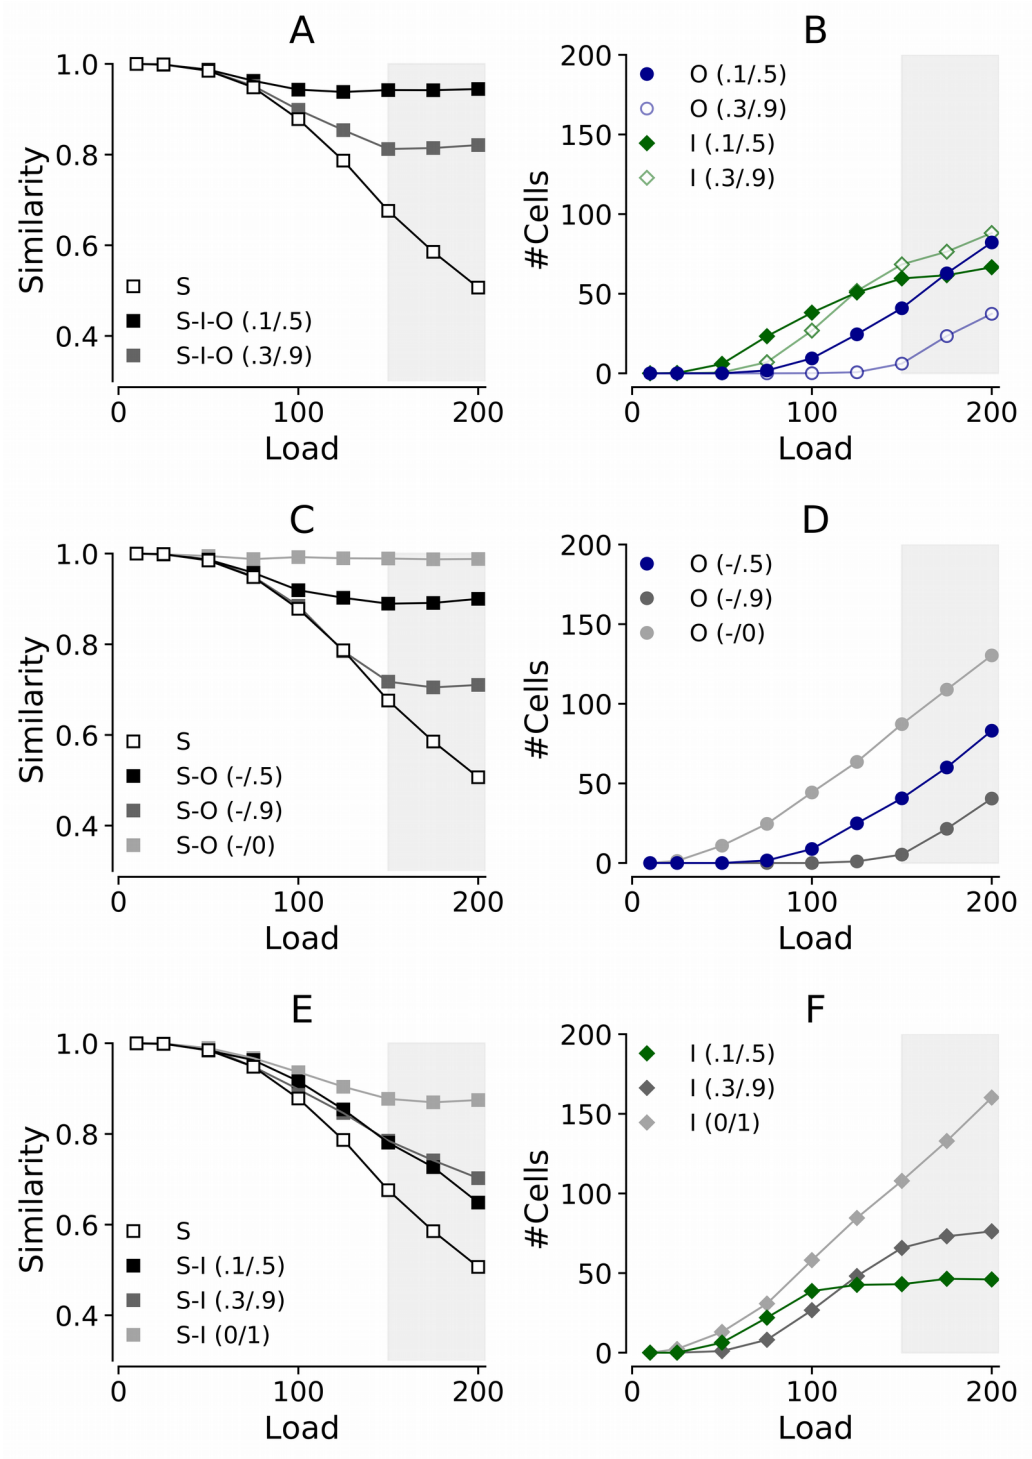 A
1.0
0.8
0.6
0.4
Similarity
S
S-I-O (.1/.5)
S-I-O (.3/.9)
0 100 200
Load
B
200
150
100
50
0
#Cells
O (.1/.5)
O (.3/.9)
I (.1/.5)
I (.3/.9)
0 100 200
Load
C
1.0
0.8
0.6
0.4
Similarity
S
S-O (-/.5)
S-O (-/.9)
S-O (-/0)
0 100 200
Load
D
200
150
100
50
0
#Cells
O (-/.5)
O (-/.9)
O (-/0)
0 100 200
Load
E
1.0
0.8
0.6
0.4
Similarity
S
S-I (.1/.5)
S-I (.3/.9)
S-I (0/1)
0 100 200
Load
F
200
150
100
50
0
#Cells
I (.1/.5)
I (.3/.9)
I (0/1)
0 100 200
Load